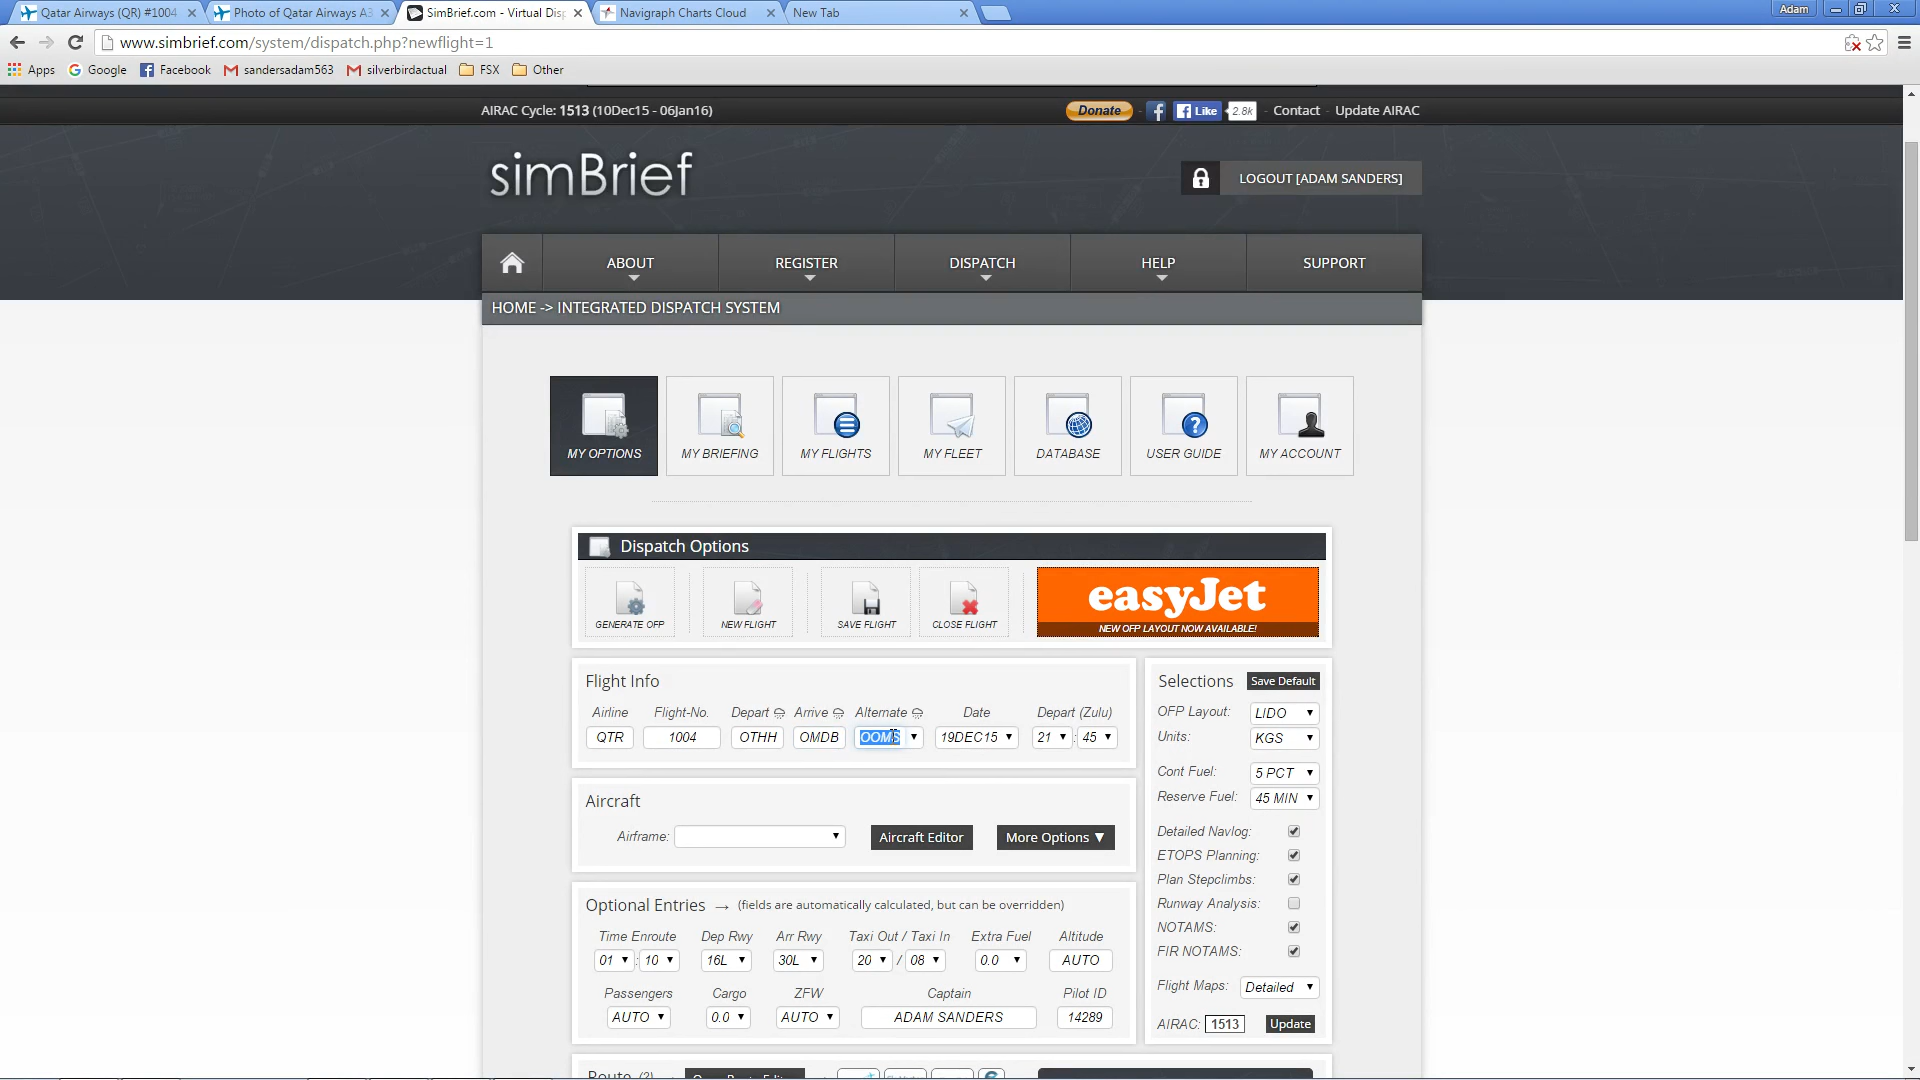 Qatar Airways (QR) #1004
Photo of Qatar Airways A3
SimBrief.com - Virtual Disp
Navigraph Charts Cloud
New Tab
Adam
www.simbrief.com/system/dispatch.php?newflight=1
Apps
Google
Facebook
sandersadam563
silverbirdactual
FSX
Other
AIRAC Cycle: 1513 (10Dec15 - 06Jan16)
Donate - Like 2.8k - Contact - Update AIRAC
simBrief
LOGOUT [ADAM SANDERS]
ABOUT
REGISTER
DISPATCH
HELP
SUPPORT
HOME -> INTEGRATED DISPATCH SYSTEM
MY OPTIONS
MY BRIEFING
MY FLIGHTS
MY FLEET
DATABASE
USER GUIDE
MY ACCOUNT
Dispatch Options
GENERATE OFP
NEW FLIGHT
SAVE FLIGHT
CLOSE FLIGHT
easyJet
NEW OFP LAYOUT NOW AVAILABLE!
Flight Info
Airline Flight-No. Depart Arrive Alternate Date Depart (Zulu)
QTR 1004 OTHH OMDB OOMS 19DEC15 21 : 45
Aircraft
Airframe:
Aircraft Editor
More Options ▼
Optional Entries → (fields are automatically calculated, but can be overridden)
Time Enroute Dep Rwy Arr Rwy Taxi Out / Taxi In Extra Fuel Altitude
01 : 10 16L 30L 20 / 08 0.0 AUTO
Passengers Cargo ZFW Captain Pilot ID
AUTO 0.0 AUTO ADAM SANDERS 14289
Selections Save Default
OFP Layout: LIDO
Units: KGS
Cont Fuel: 5 PCT
Reserve Fuel: 45 MIN
Detailed Navlog:
ETOPS Planning:
Plan Stepclimbs:
Runway Analysis:
NOTAMS:
FIR NOTAMS:
Flight Maps: Detailed
AIRAC: 1513 Update
Route (?)